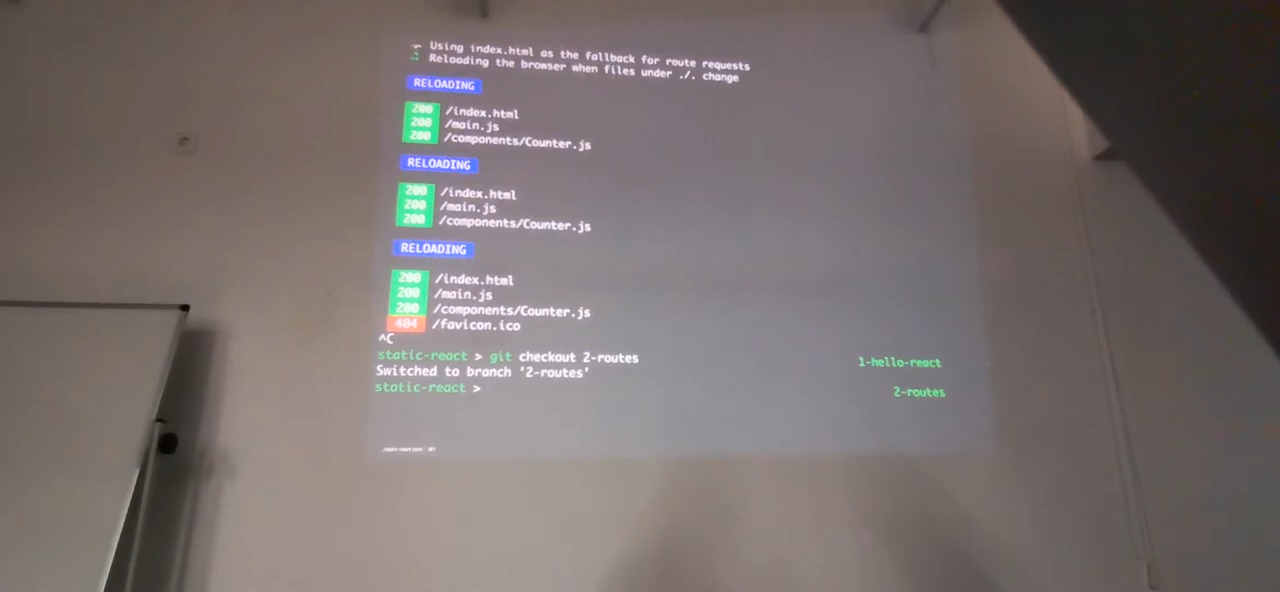 Using index.html as the fallback for route requests
Reloading the browser when files under ./. change
RELOADING
200 /index.html
200 /main.js
200 /components/Counter.js
RELOADING
200 /index.html
200 /main.js
200 /components/Counter.js
RELOADING
200 /index.html
200 /main.js
200 /components/Counter.js
404 /favicon.ico
^C
static-react > git checkout 2-routes 1-hello-react
Switched to branch '2-routes'
static-react > 2-routes